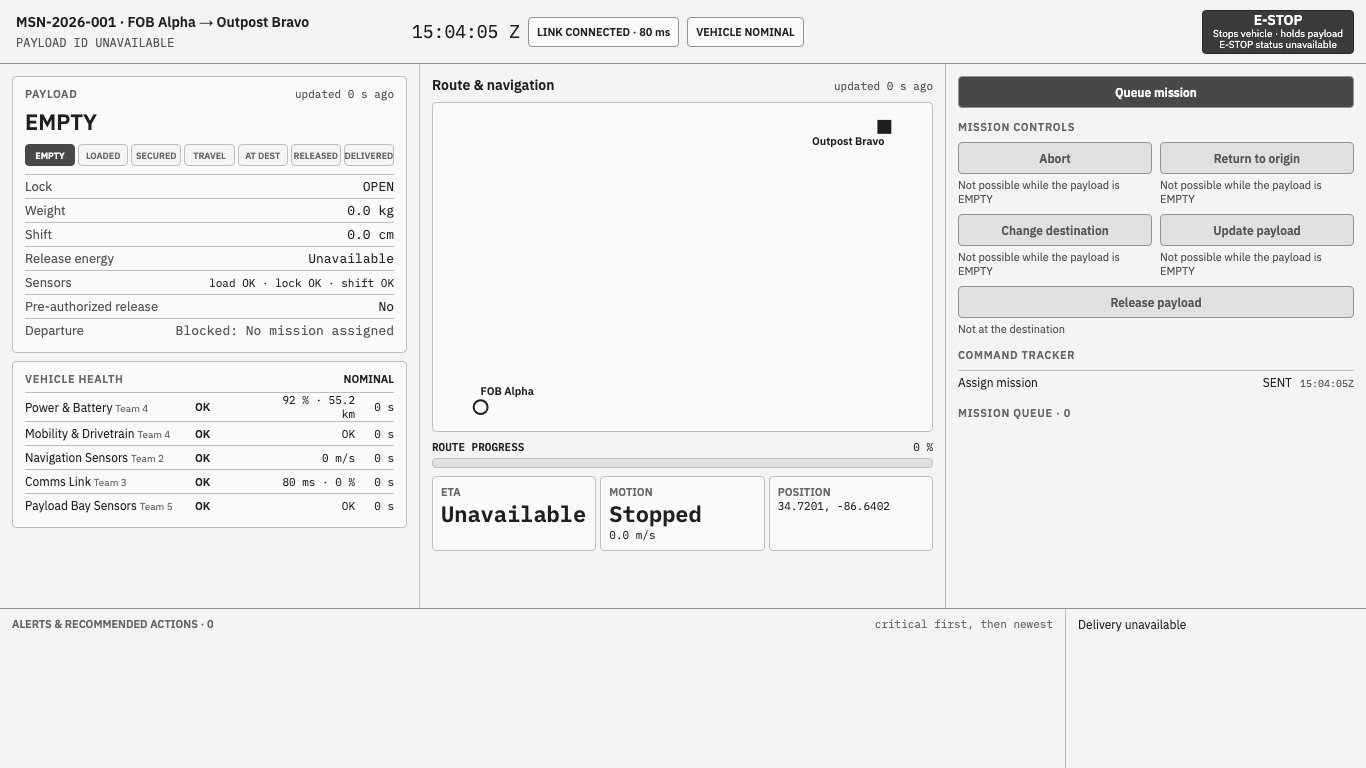 MSN-2026-001 · FOB Alpha → Outpost Bravo
PAYLOAD ID UNAVAILABLE
15:04:05 Z
LINK CONNECTED · 80 ms
VEHICLE NOMINAL
E-STOP
Stops vehicle · holds payload
E-STOP status unavailable
PAYLOAD
updated 0 s ago
EMPTY
EMPTY
LOADED
SECURED
TRAVEL
AT DEST
RELEASED
DELIVERED
Lock OPEN
Weight 0.0 kg
Shift 0.0 cm
Release energy Unavailable
Sensors load OK · lock OK · shift OK
Pre-authorized release No
Departure Blocked: No mission assigned
VEHICLE HEALTH NOMINAL
Power & Battery Team 4 OK 92 % · 55.2 km 0 s
Mobility & Drivetrain Team 4 OK OK 0 s
Navigation Sensors Team 2 OK 0 m/s 0 s
Comms Link Team 3 OK 80 ms · 0 % 0 s
Payload Bay Sensors Team 5 OK OK 0 s
Route & navigation
updated 0 s ago
Outpost Bravo
FOB Alpha
ROUTE PROGRESS 0 %
ETA
Unavailable
MOTION
Stopped
0.0 m/s
POSITION
34.7201, -86.6402
Queue mission
MISSION CONTROLS
Abort
Not possible while the payload is
EMPTY
Return to origin
Not possible while the payload is
EMPTY
Change destination
Not possible while the payload is
EMPTY
Update payload
Not possible while the payload is
EMPTY
Release payload
Not at the destination
COMMAND TRACKER
Assign mission SENT 15:04:05Z
MISSION QUEUE · 0
ALERTS & RECOMMENDED ACTIONS · 0
critical first, then newest
Delivery unavailable